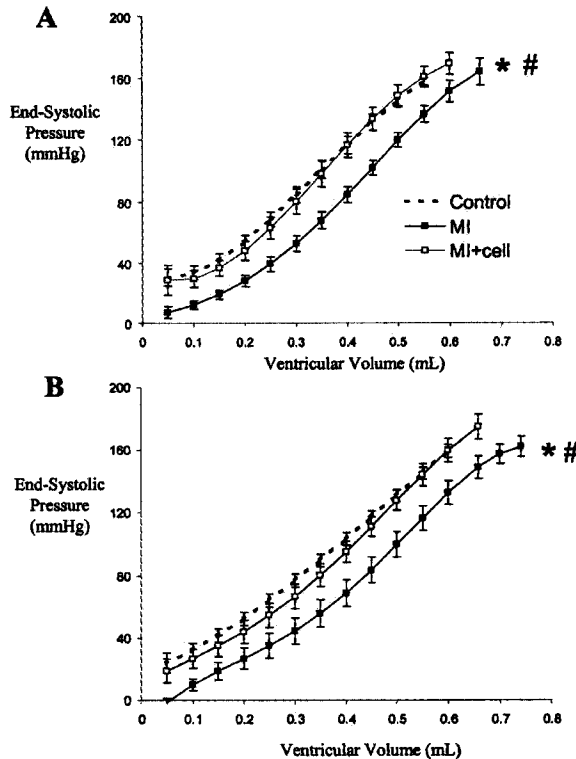 A
200
160
120
80
40
0
End-Systolic
Pressure
(mmHg)
* #
Control
MI
MI+cell
0 0.1 0.2 0.3 0.4 0.5 0.6 0.7 0.8
Ventricular Volume (mL)
B
200
160
120
80
40
0
End-Systolic
Pressure
(mmHg)
* #
0 0.1 0.2 0.3 0.4 0.5 0.6 0.7 0.8
Ventricular Volume (mL)